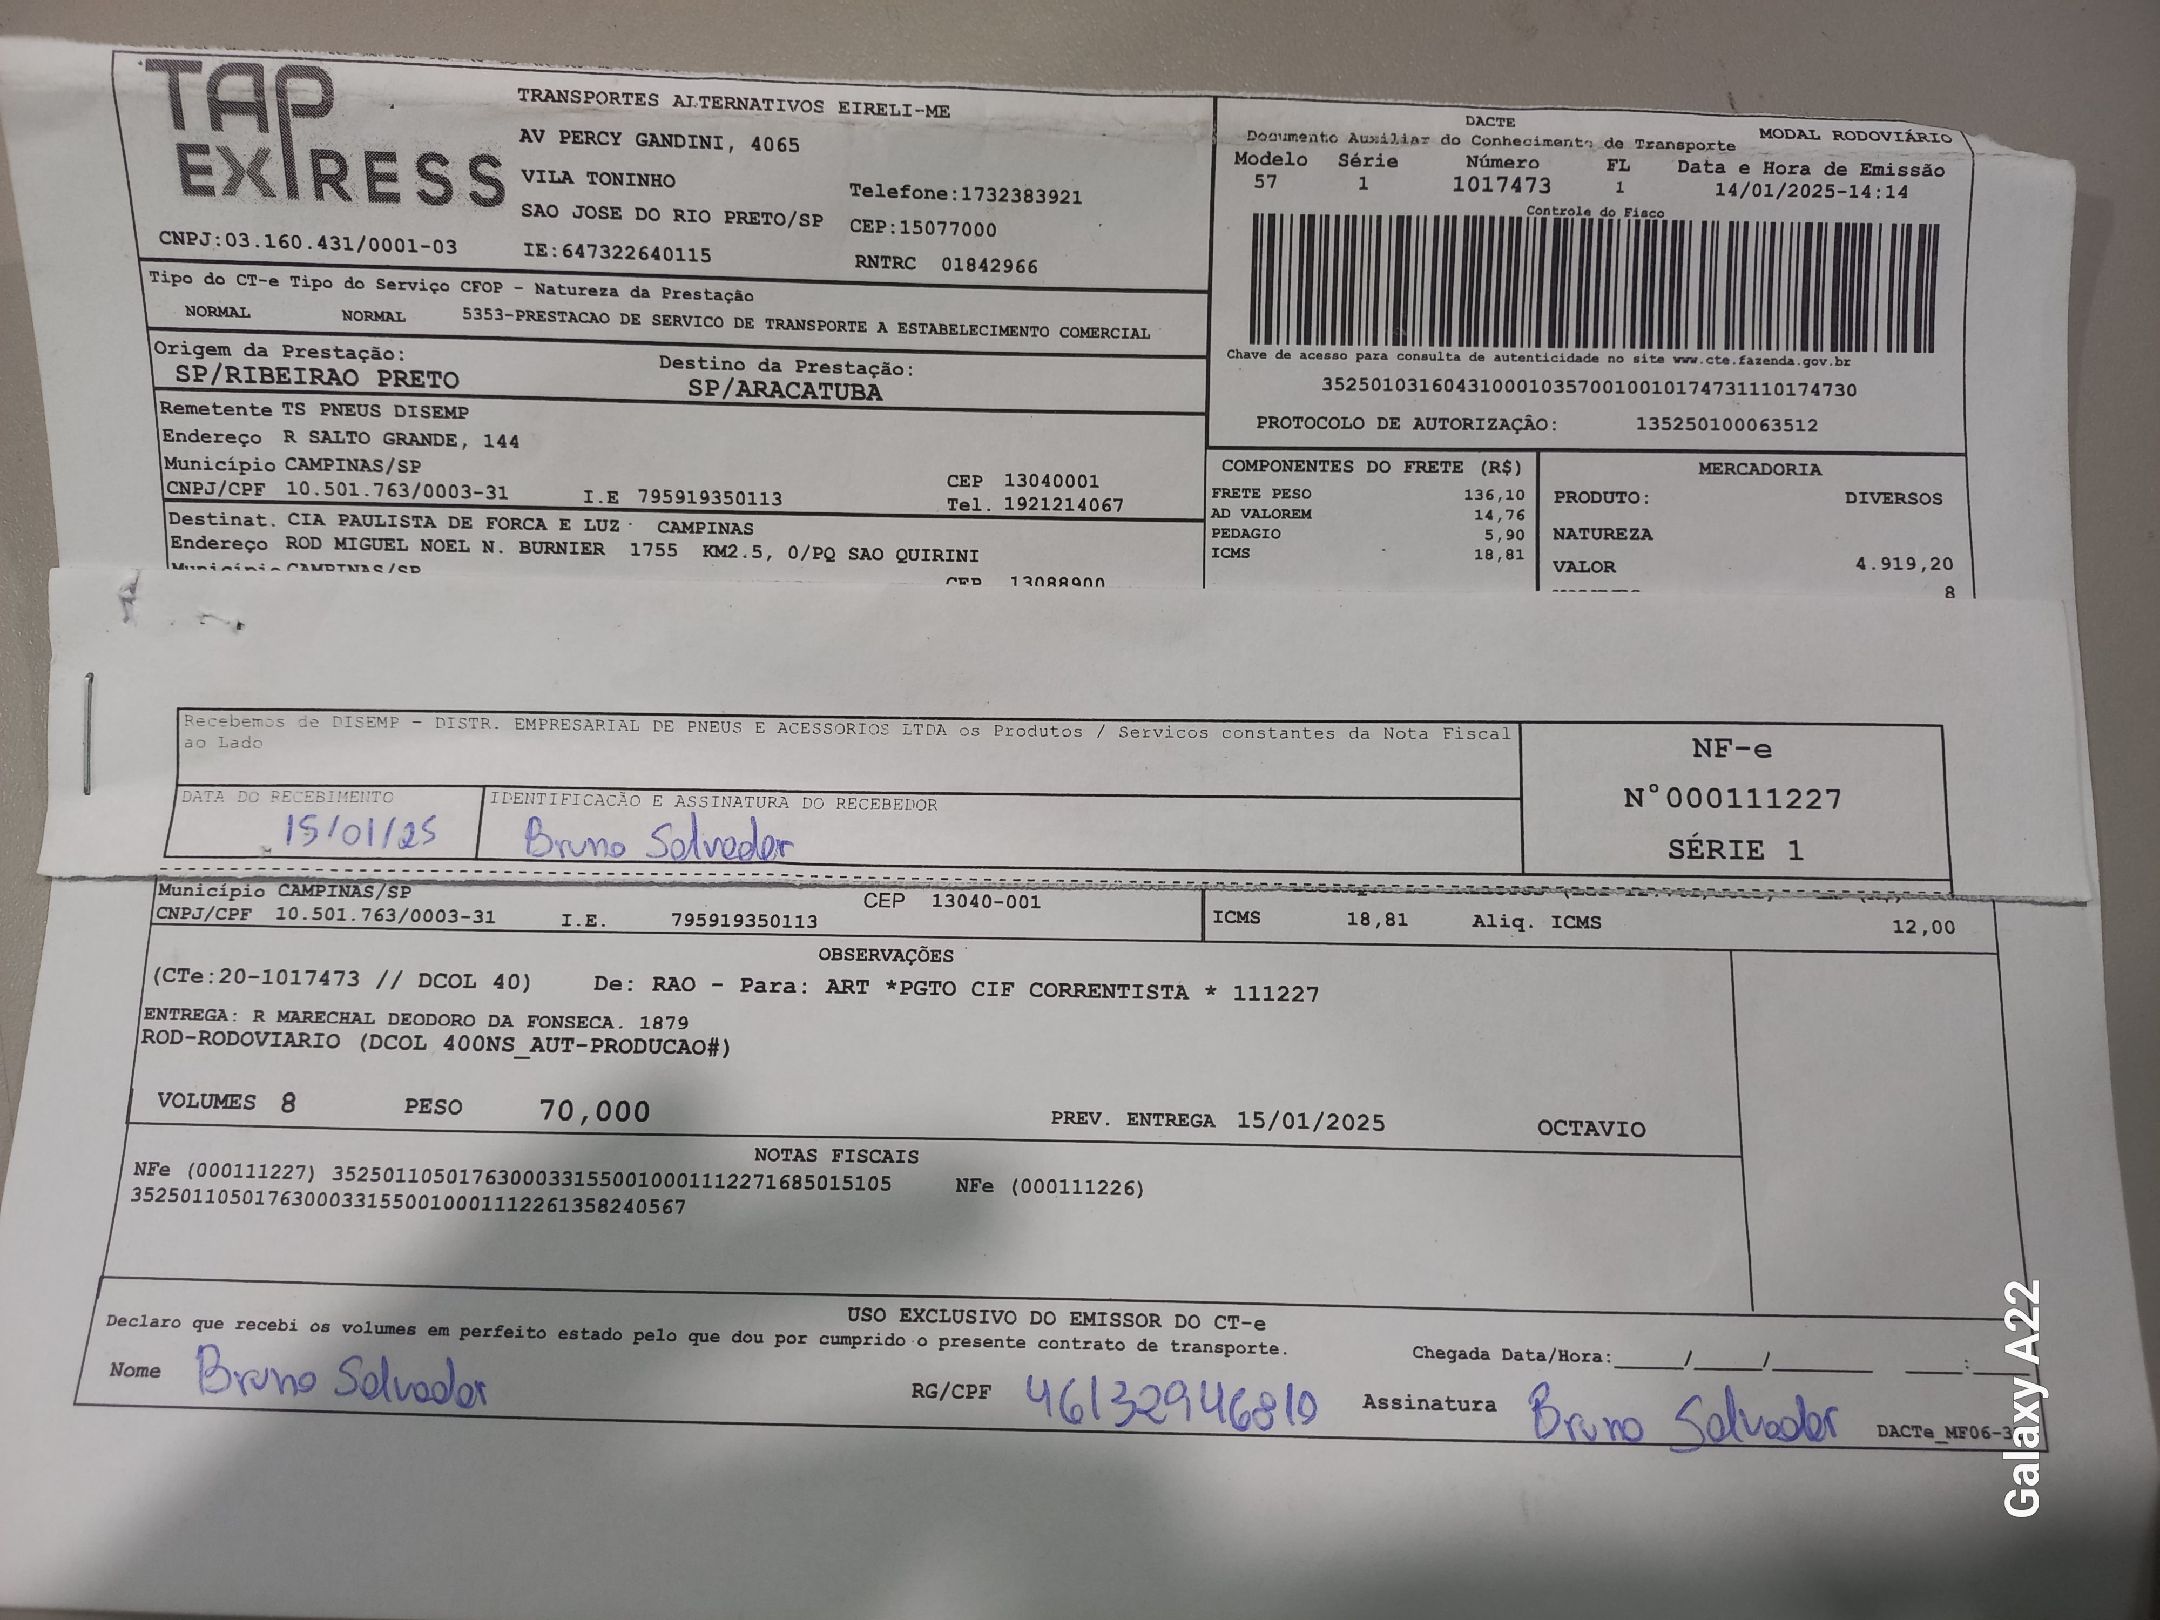 TAP EXPRESS
TRANSPORTES ALTERNATIVOS EIRELI-ME
AV PERCY GANDINI, 4065
VILA TONINHO
Telefone:1732383921
SAO JOSE DO RIO PRETO/SP CEP:15077000
CNPJ:03.160.431/0001-03 IE:647322640115 RNTRC 01842966
DACTE
Documento Auxiliar do Conhecimento de Transporte MODAL RODOVIÁRIO
Modelo Série Número FL Data e Hora de Emissão
57 1 1017473 1 14/01/2025-14:14
Controle do Fisco
Chave de acesso para consulta de autenticidade no site www.cte.fazenda.gov.br
35250103160431000103570010010174731110174730
PROTOCOLO DE AUTORIZAÇÃO: 135250100063512
Tipo do CT-e Tipo do Serviço CFOP - Natureza da Prestação
NORMAL NORMAL 5353-PRESTACAO DE SERVICO DE TRANSPORTE A ESTABELECIMENTO COMERCIAL
Origem da Prestação: Destino da Prestação:
SP/RIBEIRAO PRETO SP/ARACATUBA
Remetente TS PNEUS DISEMP
Endereço R SALTO GRANDE, 144
Município CAMPINAS/SP CEP 13040001
CNPJ/CPF 10.501.763/0003-31 I.E 795919350113 Tel. 1921214067
Destinat. CIA PAULISTA DE FORCA E LUZ CAMPINAS
Endereço ROD MIGUEL NOEL N. BURNIER 1755 KM2.5, 0/PQ SAO QUIRINI
Município CAMPINAS/SP CEP 13088900
COMPONENTES DO FRETE (R$)
FRETE PESO 136,10
AD VALOREM 14,76
PEDAGIO 5,90
ICMS 18,81
MERCADORIA
PRODUTO: DIVERSOS
NATUREZA
VALOR 4.919,20
8
Recebemos de DISEMP - DISTR. EMPRESARIAL DE PNEUS E ACESSORIOS LTDA os Produtos / Servicos constantes da Nota Fiscal
ao Lado
DATA DO RECEBIMENTO IDENTIFICACÃO E ASSINATURA DO RECEBEDOR
15/01/25 Bruno Salvador
NF-e
N°000111227
SÉRIE 1
Município CAMPINAS/SP CEP 13040-001
CNPJ/CPF 10.501.763/0003-31 I.E. 795919350113
ICMS 18,81 Aliq. ICMS 12,00
OBSERVAÇÕES
(CTe:20-1017473 // DCOL 40) De: RAO - Para: ART *PGTO CIF CORRENTISTA * 111227
ENTREGA: R MARECHAL DEODORO DA FONSECA. 1879
ROD-RODOVIARIO (DCOL 400NS_AUT-PRODUCAO#)
VOLUMES 8 PESO 70,000 PREV. ENTREGA 15/01/2025 OCTAVIO
NOTAS FISCAIS
NFe (000111227) 35250110501763000331550010001112271685015105 NFe (000111226)
35250110501763000331550010001112261358240567
USO EXCLUSIVO DO EMISSOR DO CT-e
Declaro que recebi os volumes em perfeito estado pelo que dou por cumprido o presente contrato de transporte.
Chegada Data/Hora:____/____/______ ____:____
Nome Bruno Salvador RG/CPF 46132946810 Assinatura Bruno Salvador
DACTe_MF06-3
Galaxy A22